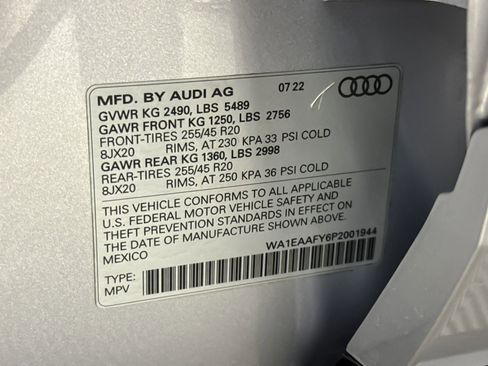 MFD. BY AUDI AG 07 22
GVWR KG 2490, LBS 5489
GAWR FRONT KG 1250, LBS 2756
FRONT-TIRES 255/45 R20
8JX20 RIMS, AT 230 KPA 33 PSI COLD
GAWR REAR KG 1360, LBS 2998
REAR-TIRES 255/45 R20
8JX20 RIMS, AT 250 KPA 36 PSI COLD
THIS VEHICLE CONFORMS TO ALL APPLICABLE
U.S. FEDERAL MOTOR VEHICLE SAFETY AND
THEFT PREVENTION STANDARDS IN EFFECT ON
THE DATE OF MANUFACTURE SHOWN ABOVE.
MEXICO WA1EAAFY6P2001944
TYPE:
MPV